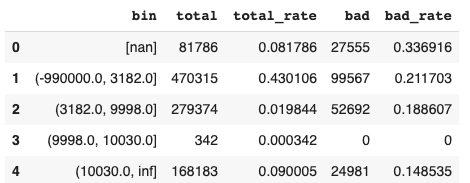 bin total total_rate bad bad_rate
0 [nan] 81786 0.081786 27555 0.336916
1 (-990000.0, 3182.0] 470315 0.430106 99567 0.211703
2 (3182.0, 9998.0] 279374 0.019844 52692 0.188607
3 (9998.0, 10030.0] 342 0.000342 0 0
4 (10030.0, inf] 168183 0.090005 24981 0.148535